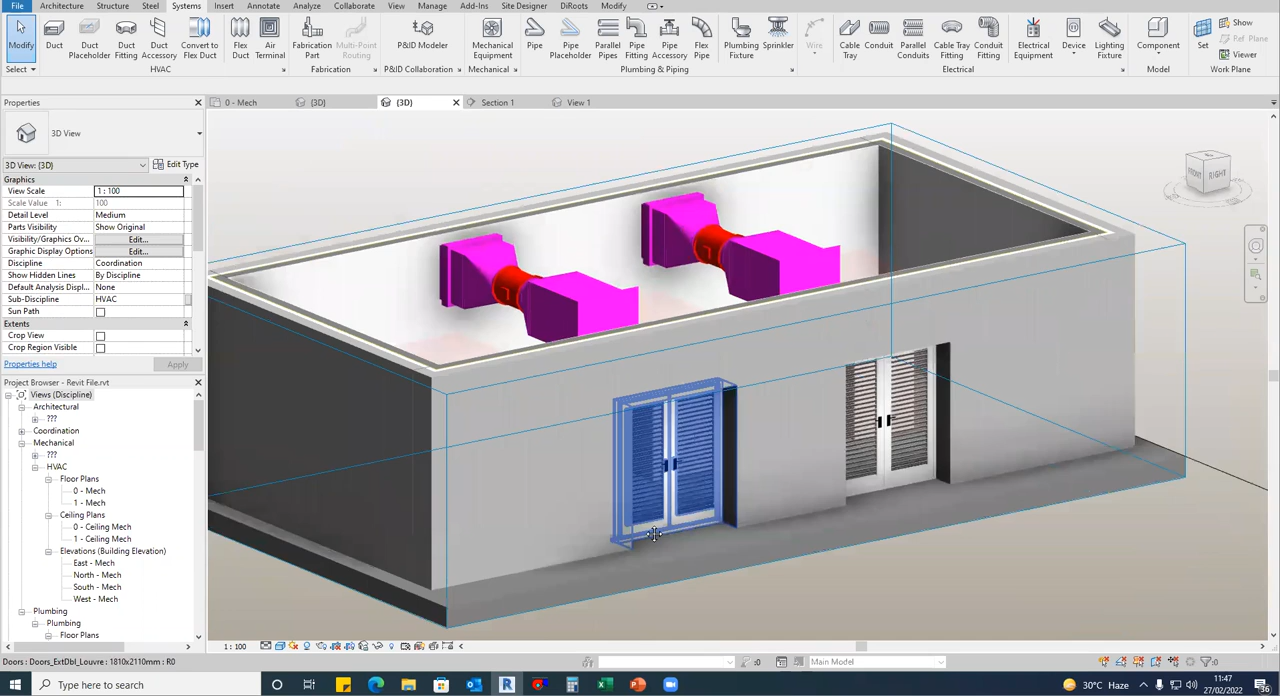 File Architecture Structure Steel Systems Insert Annotate Analyze Collaborate View Manage Add-Ins Site Designer DiRoots Modify
Modify
Duct
Duct Placeholder
Duct Fitting
Duct Accessory
Convert to Flex Duct
Flex Duct
Air Terminal
Fabrication Part
Multi-Point Routing
P&ID Modeler
Mechanical Equipment
Pipe
Pipe Placeholder
Parallel Pipes
Pipe Fitting
Pipe Accessory
Flex Pipe
Plumbing Fixture
Sprinkler
Wire
Cable Tray
Conduit
Parallel Conduits
Cable Tray Fitting
Conduit Fitting
Electrical Equipment
Device
Lighting Fixture
Component
Set
Show
Ref Plane
Viewer
Select HVAC Fabrication P&ID Collaboration Mechanical Plumbing & Piping Electrical Model Work Plane
Properties
0 - Mech {3D} {3D} Section 1 View 1
3D View
3D View: {3D} Edit Type
Graphics
View Scale 1 : 100
Scale Value 1: 100
Detail Level Medium
Parts Visibility Show Original
Visibility/Graphics Ov... Edit...
Graphic Display Options Edit...
Discipline Coordination
Show Hidden Lines By Discipline
Default Analysis Displ... None
Sub-Discipline HVAC
Sun Path
Extents
Crop View
Crop Region Visible
Properties help Apply
FRONT RIGHT
Project Browser - Revit File.rvt
Views (Discipline)
Architectural
???
Coordination
Mechanical
???
HVAC
Floor Plans
0 - Mech
1 - Mech
Ceiling Plans
0 - Ceiling Mech
1 - Ceiling Mech
Elevations (Building Elevation)
East - Mech
North - Mech
South - Mech
West - Mech
Plumbing
Plumbing
Floor Plans
1 : 100
Doors : Doors_ExtDbl_Louvre : 1810x2110mm : R0
:0
Main Model
:0
Type here to search
30°C Haze
11:47
27/02/2022